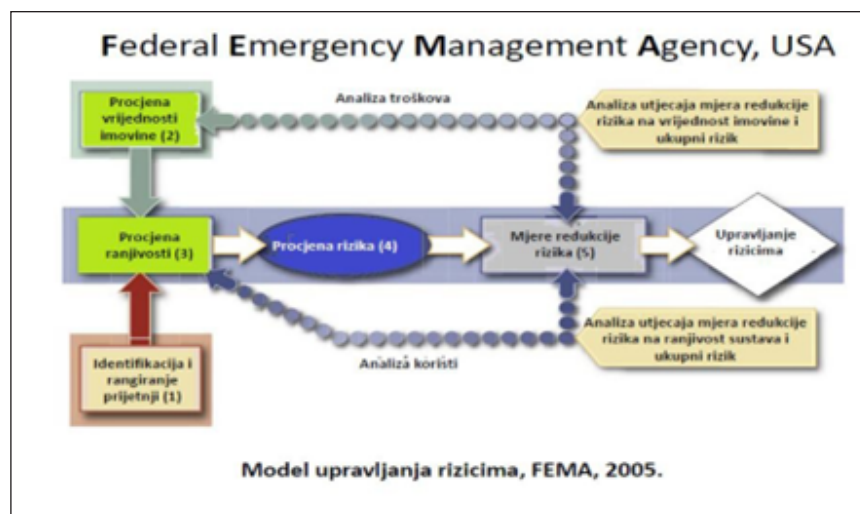 Federal Emergency Management Agency, USA
Procjena
vrijednosti
imovine (2)
Analiza troškova
Analiza utjecaja mjera redukcije
rizika na vrijednost imovine i
ukupni rizik
Procjena
ranjivosti (3)
Procjena rizika (4)
Mjere redukcije
rizika (5)
Upravljanje
rizicima
Identifikacija i
rangiranje
prijetnji (1)
Analiza koristi
Analiza utjecaja mjera redukcije
rizika na ranjivost sustava i
ukupni rizik
Model upravljanja rizicima, FEMA, 2005.